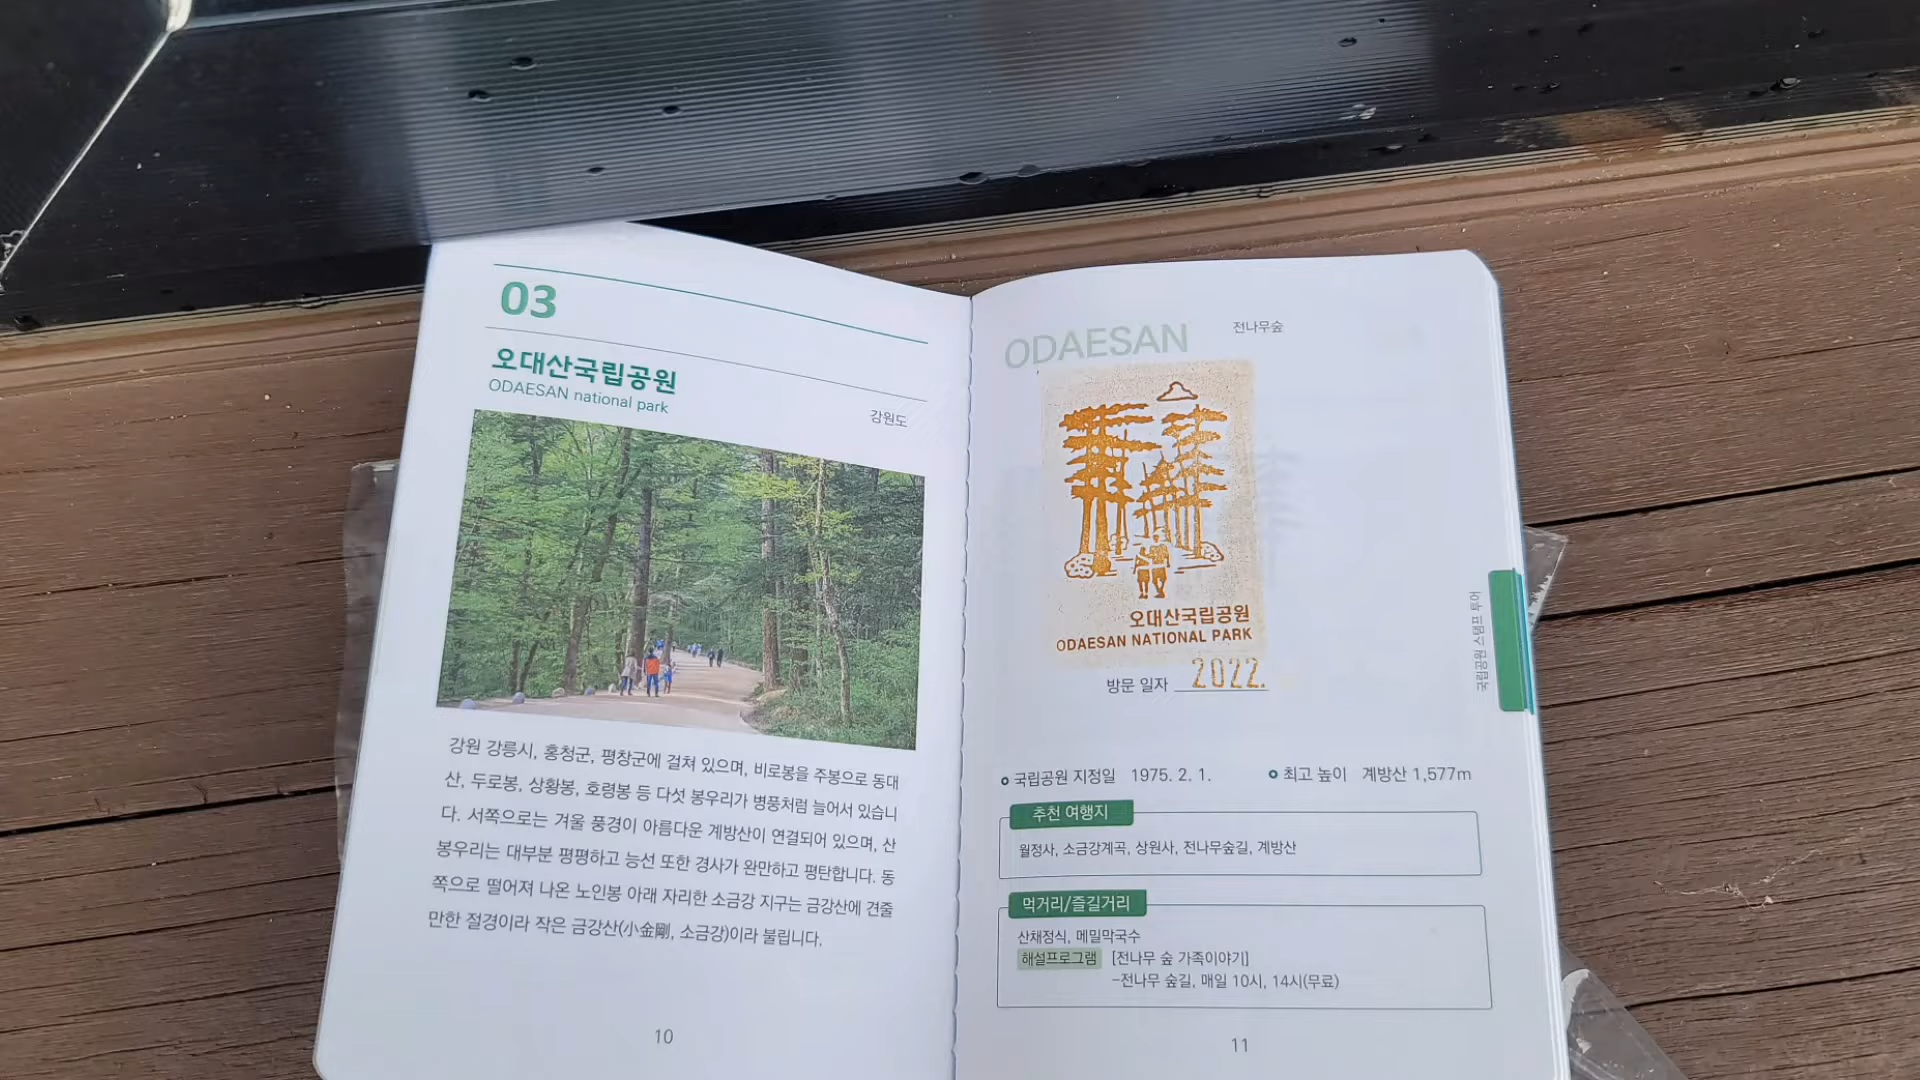 03
오대산국립공원
ODAESAN national park
강원도
강원 강릉시, 홍천군, 평창군에 걸쳐 있으며, 비로봉을 주봉으로 동대
산, 두로봉, 상황봉, 호령봉 등 다섯 봉우리가 병풍처럼 늘어서 있습니
다. 서쪽으로는 겨울 풍경이 아름다운 계방산이 연결되어 있으며, 산
봉우리는 대부분 평평하고 능선 또한 경사가 완만하고 평탄합니다. 동
쪽으로 떨어져 나온 노인봉 아래 자리한 소금강 지구는 금강산에 견줄
만한 절경이라 작은 금강산(小金剛, 소금강)이라 불립니다.
10
ODAESAN 전나무숲
오대산국립공원
ODAESAN NATIONAL PARK
방문 일자 2022.
국립공원 스탬프 투어
국립공원 지정일 1975. 2. 1.
최고 높이 계방산 1,577m
추천 여행지
월정사, 소금강계곡, 상원사, 전나무숲길, 계방산
먹거리/즐길거리
산채정식, 메밀막국수
해설프로그램 [전나무 숲 가족이야기]
-전나무 숲길, 매일 10시, 14시(무료)
11